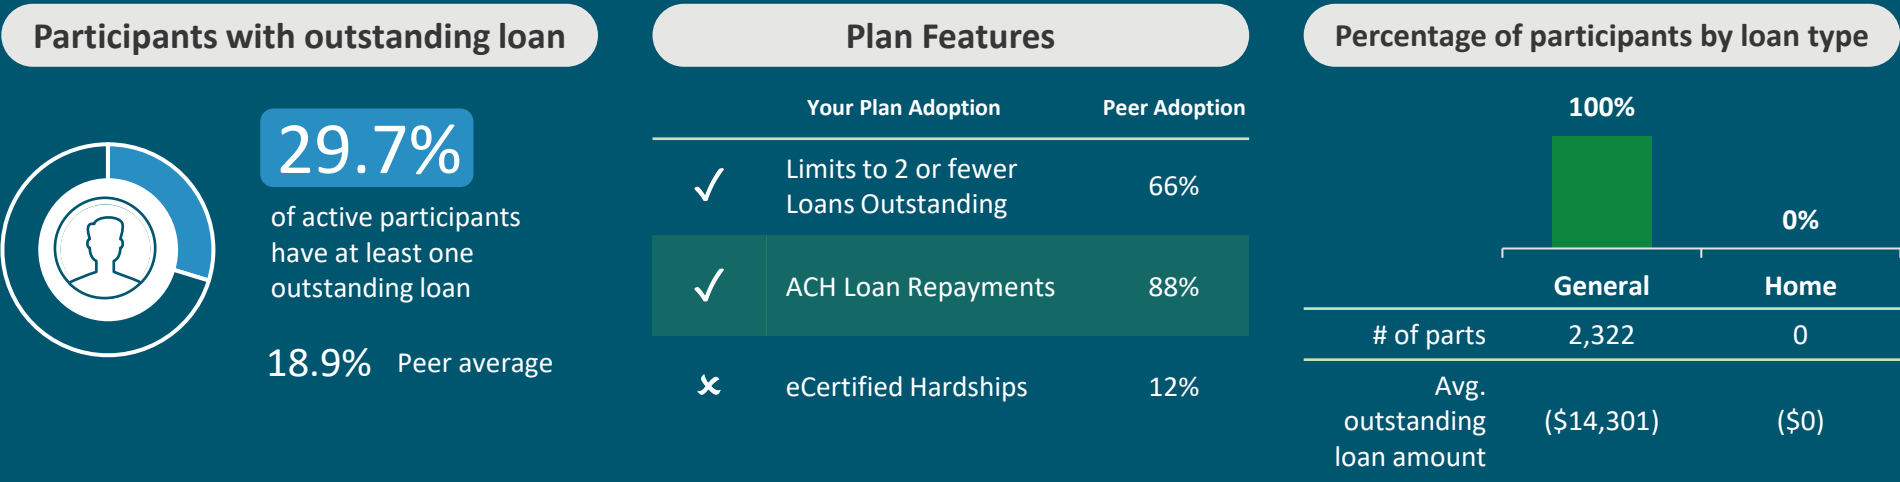 Participants with outstanding loan
29.7%
of active participants
have at least one
outstanding loan
18.9% Peer average
Plan Features
Your Plan Adoption Peer Adoption
✓ Limits to 2 or fewer
Loans Outstanding 66%
✓ ACH Loan Repayments 88%
✗ eCertified Hardships 12%
Percentage of participants by loan type
100%
0%
General Home
# of parts 2,322 0
Avg.
outstanding ($14,301) ($0)
loan amount